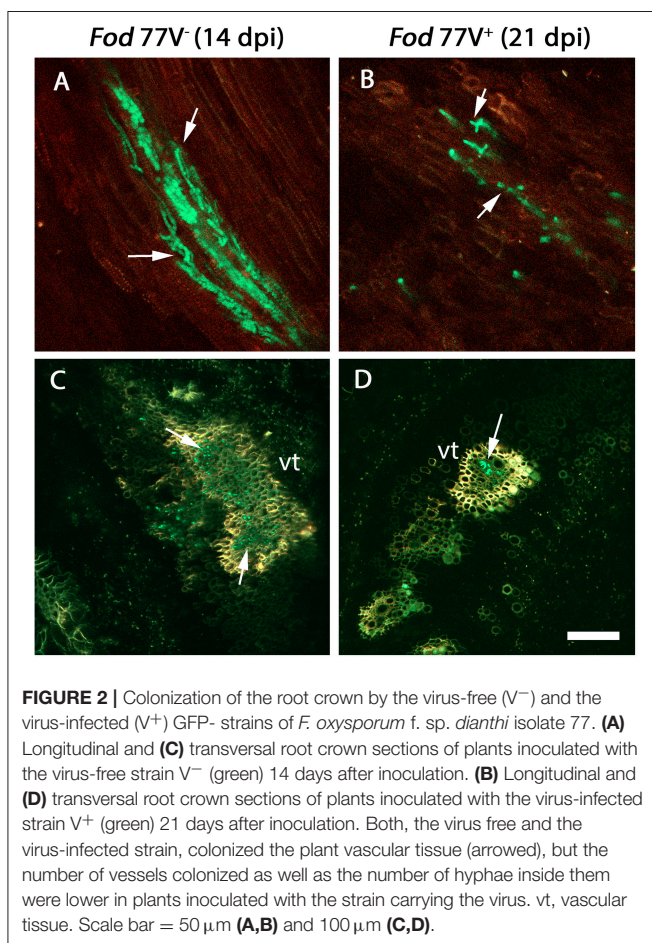 Fod 77V- (14 dpi)
Fod 77V+ (21 dpi)
A
B
C
vt
D
vt
FIGURE 2 | Colonization of the root crown by the virus-free (V−) and the
virus-infected (V+) GFP- strains of F. oxysporum f. sp. dianthi isolate 77. (A)
Longitudinal and (C) transversal root crown sections of plants inoculated with
the virus-free strain V− (green) 14 days after inoculation. (B) Longitudinal and
(D) transversal root crown sections of plants inoculated with the virus-infected
strain V+ (green) 21 days after inoculation. Both, the virus free and the
virus-infected strain, colonized the plant vascular tissue (arrowed), but the
number of vessels colonized as well as the number of hyphae inside them
were lower in plants inoculated with the strain carrying the virus. vt, vascular
tissue. Scale bar = 50 μm (A,B) and 100 μm (C,D).